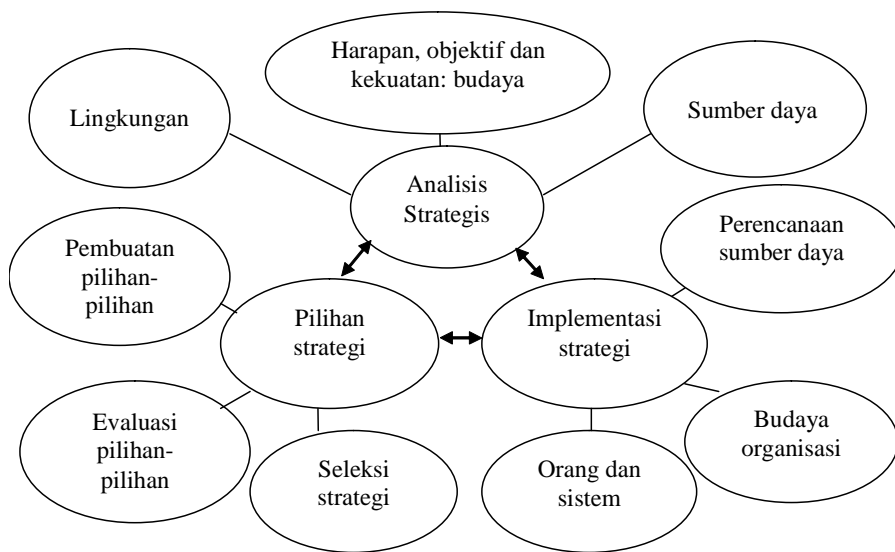 Harapan, objektif dan
kekuatan: budaya
Lingkungan
Sumber daya
Analisis
Strategis
Pembuatan
pilihan-
pilihan
Perencanaan
sumber daya
Pilihan
strategi
Implementasi
strategi
Evaluasi
pilihan-
pilihan
Seleksi
strategi
Orang dan
sistem
Budaya
organisasi